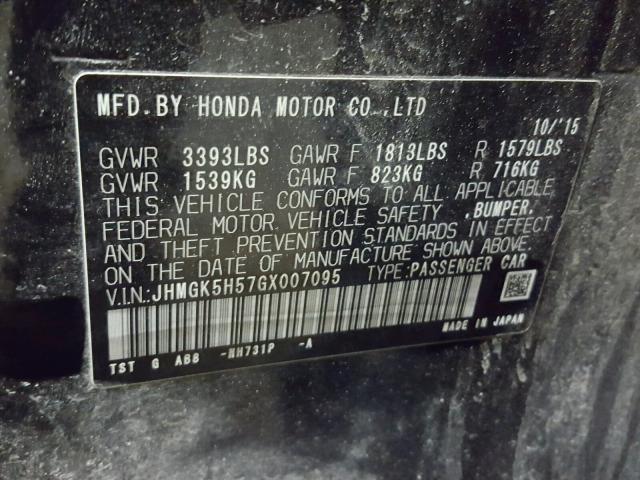 MFD. BY HONDA MOTOR CO.,LTD
10/'15
GVWR 3393LBS GAWR F 1813LBS R 1579LBS
GVWR 1539KG GAWR F 823KG R 716KG
THIS VEHICLE CONFORMS TO ALL APPLICABLE
FEDERAL MOTOR VEHICLE SAFETY ,BUMPER,
AND THEFT PREVENTION STANDARDS IN EFFECT
ON THE DATE OF MANUFACTURE SHOWN ABOVE.
V.I.N:JHMGK5H57GX007095 TYPE:PASSENGER CAR
MADE IN JAPAN
TST G AB8 -NH731P -A